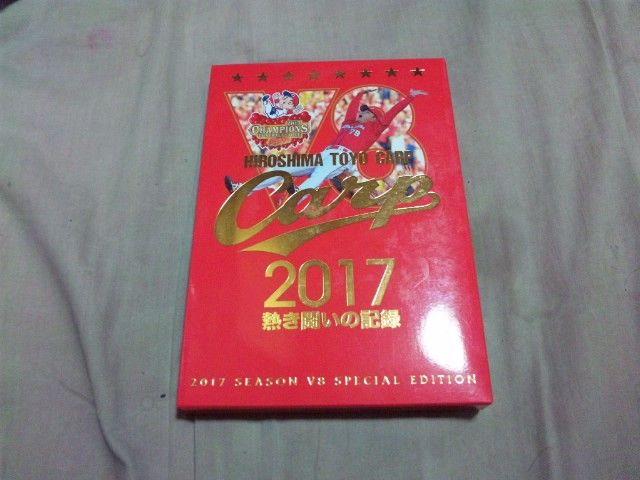 V8
CHAMPIONS
78
HIROSHIMA TOYO CARP
Carp
2017
熱き闘いの記録
2017 SEASON V8 SPECIAL EDITION